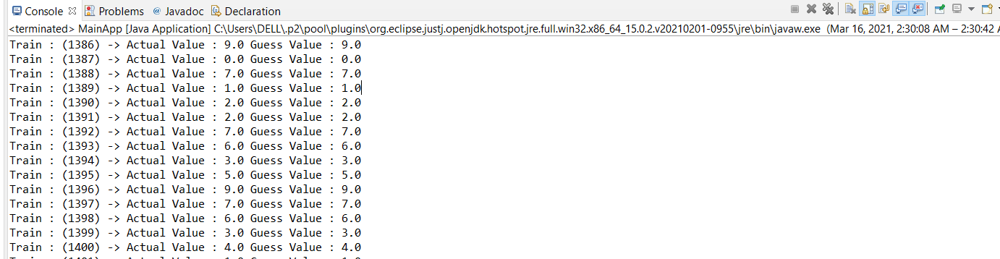 Console Problems @ Javadoc Declaration
<terminated> MainApp [Java Application] C:\Users\DELL\.p2\pool\plugins\org.eclipse.justj.openjdk.hotspot.jre.full.win32.x86_64_15.0.2.v20210201-0955\jre\bin\javaw.exe (Mar 16, 2021, 2:30:08 AM – 2:30:42
Train : (1386) -> Actual Value : 9.0 Guess Value : 9.0
Train : (1387) -> Actual Value : 0.0 Guess Value : 0.0
Train : (1388) -> Actual Value : 7.0 Guess Value : 7.0
Train : (1389) -> Actual Value : 1.0 Guess Value : 1.0
Train : (1390) -> Actual Value : 2.0 Guess Value : 2.0
Train : (1391) -> Actual Value : 2.0 Guess Value : 2.0
Train : (1392) -> Actual Value : 7.0 Guess Value : 7.0
Train : (1393) -> Actual Value : 6.0 Guess Value : 6.0
Train : (1394) -> Actual Value : 3.0 Guess Value : 3.0
Train : (1395) -> Actual Value : 5.0 Guess Value : 5.0
Train : (1396) -> Actual Value : 9.0 Guess Value : 9.0
Train : (1397) -> Actual Value : 7.0 Guess Value : 7.0
Train : (1398) -> Actual Value : 6.0 Guess Value : 6.0
Train : (1399) -> Actual Value : 3.0 Guess Value : 3.0
Train : (1400) -> Actual Value : 4.0 Guess Value : 4.0